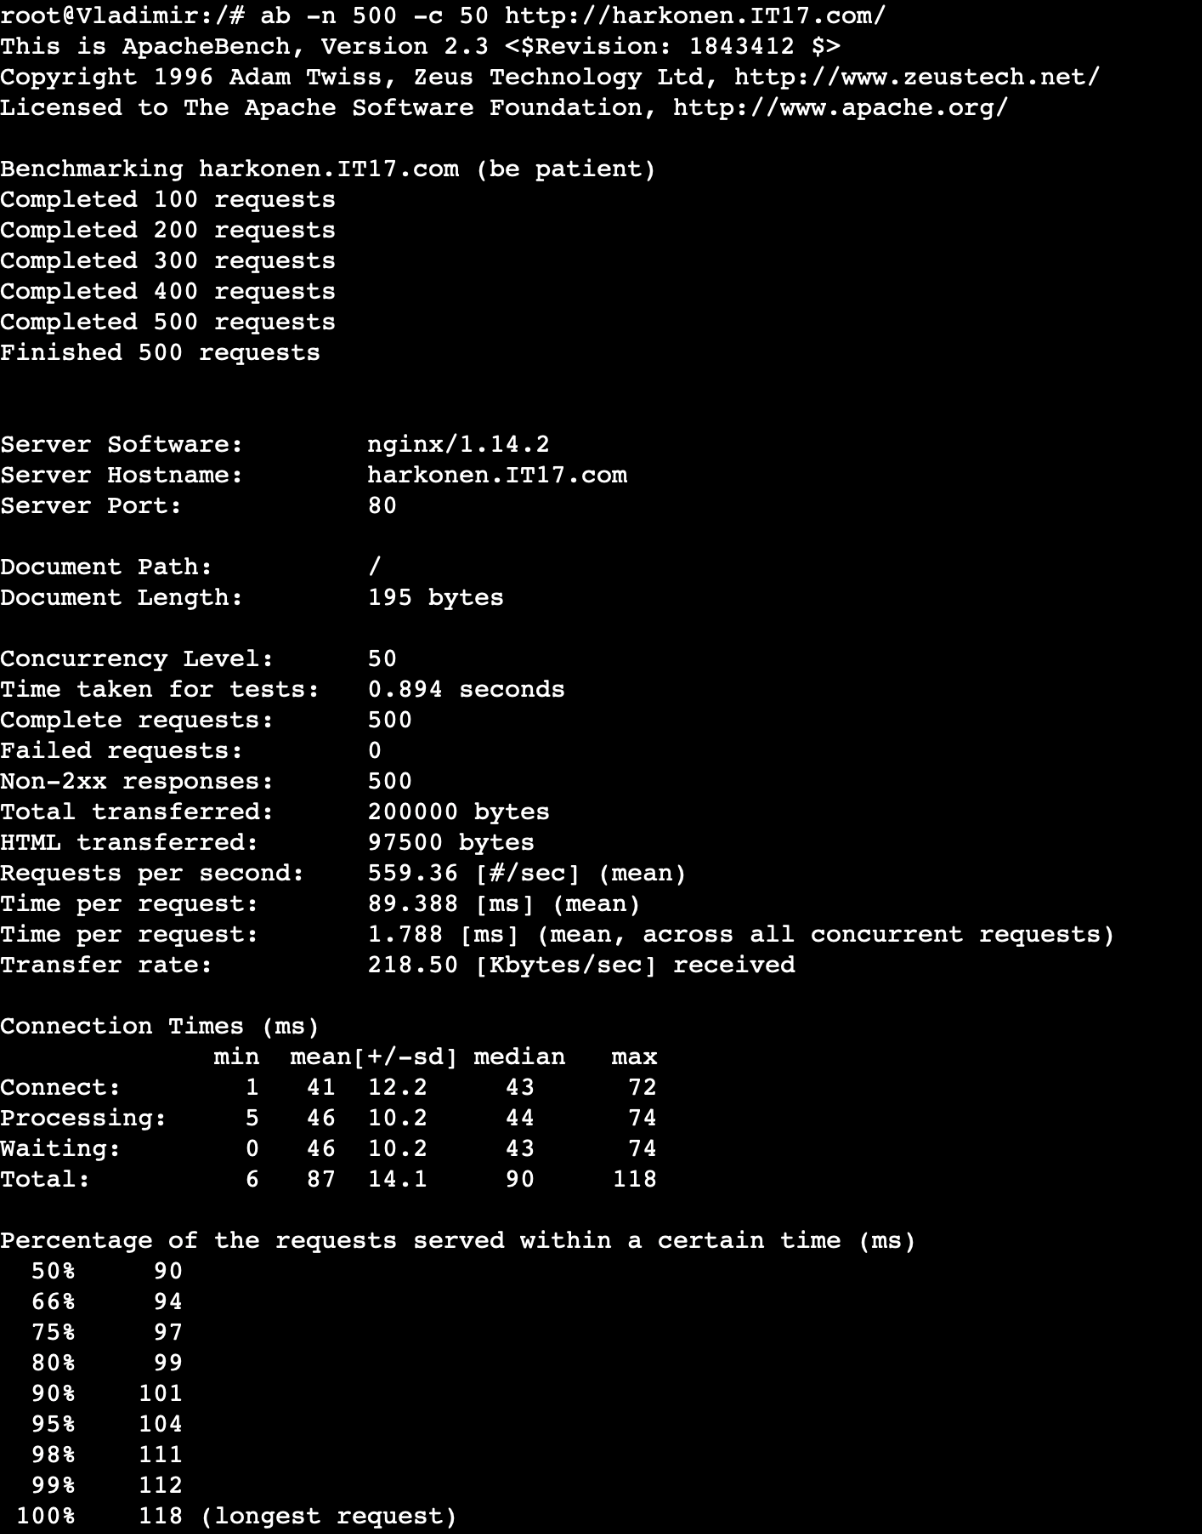 root@Vladimir:/# ab -n 500 -c 50 http://harkonen.IT17.com/
This is ApacheBench, Version 2.3 <$Revision: 1843412 $>
Copyright 1996 Adam Twiss, Zeus Technology Ltd, http://www.zeustech.net/
Licensed to The Apache Software Foundation, http://www.apache.org/

Benchmarking harkonen.IT17.com (be patient)
Completed 100 requests
Completed 200 requests
Completed 300 requests
Completed 400 requests
Completed 500 requests
Finished 500 requests


Server Software:        nginx/1.14.2
Server Hostname:        harkonen.IT17.com
Server Port:            80

Document Path:          /
Document Length:        195 bytes

Concurrency Level:      50
Time taken for tests:   0.894 seconds
Complete requests:      500
Failed requests:        0
Non-2xx responses:      500
Total transferred:      200000 bytes
HTML transferred:       97500 bytes
Requests per second:    559.36 [#/sec] (mean)
Time per request:       89.388 [ms] (mean)
Time per request:       1.788 [ms] (mean, across all concurrent requests)
Transfer rate:          218.50 [Kbytes/sec] received

Connection Times (ms)
              min  mean[+/-sd] median   max
Connect:        1   41  12.2     43      72
Processing:     5   46  10.2     44      74
Waiting:        0   46  10.2     43      74
Total:          6   87  14.1     90     118

Percentage of the requests served within a certain time (ms)
  50%     90
  66%     94
  75%     97
  80%     99
  90%    101
  95%    104
  98%    111
  99%    112
 100%    118 (longest request)